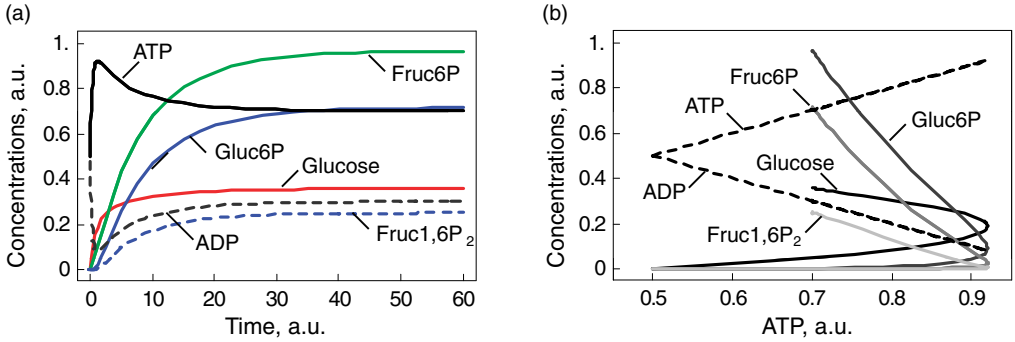 (a)
Concentrations, a.u.
1.
0.8
0.6
0.4
0.2
0
ATP
Fruc6P
Gluc6P
Glucose
ADP
Fruc1,6P₂
0 10 20 30 40 50 60
Time, a.u.
(b)
Concentrations, a.u.
1.
0.8
0.6
0.4
0.2
0
Fruc6P
ATP
Gluc6P
Glucose
ADP
Fruc1,6P₂
0.5 0.6 0.7 0.8 0.9
ATP, a.u.